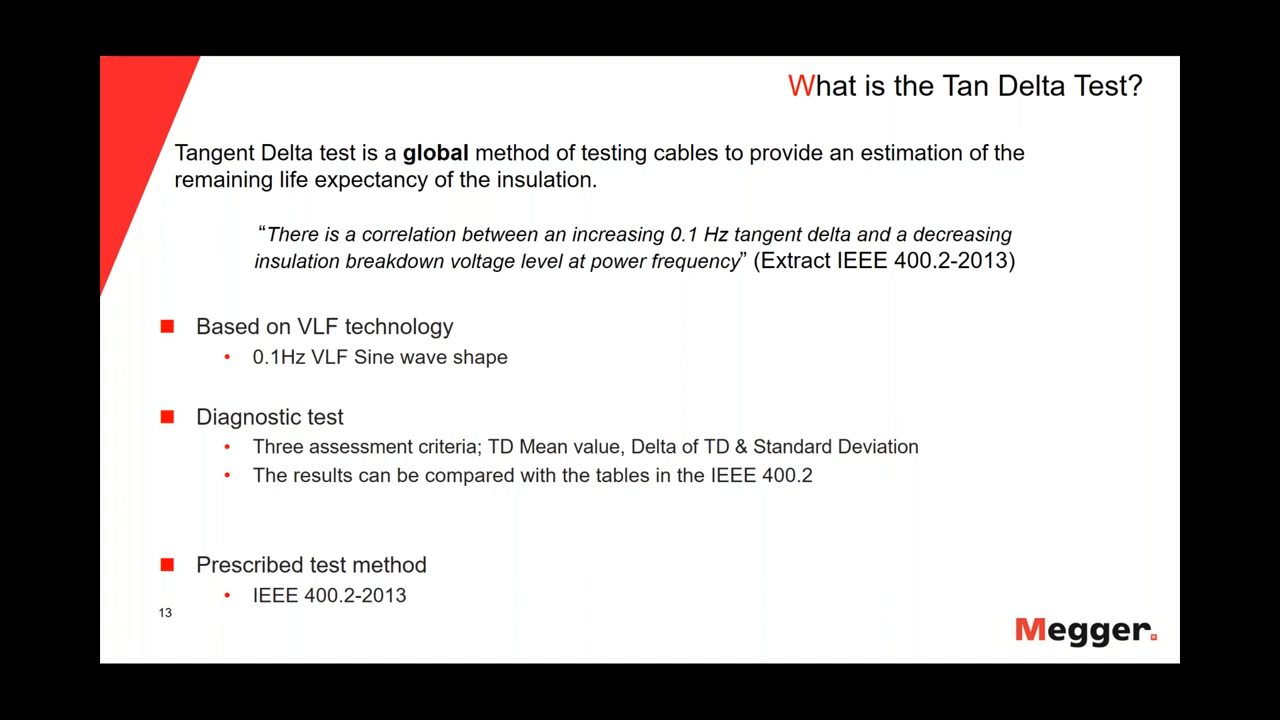 What is the Tan Delta Test?
Tangent Delta test is a global method of testing cables to provide an estimation of the
remaining life expectancy of the insulation.
“There is a correlation between an increasing 0.1 Hz tangent delta and a decreasing
insulation breakdown voltage level at power frequency” (Extract IEEE 400.2-2013)
Based on VLF technology
• 0.1Hz VLF Sine wave shape
Diagnostic test
• Three assessment criteria; TD Mean value, Delta of TD & Standard Deviation
• The results can be compared with the tables in the IEEE 400.2
Prescribed test method
• IEEE 400.2-2013
13
Megger.